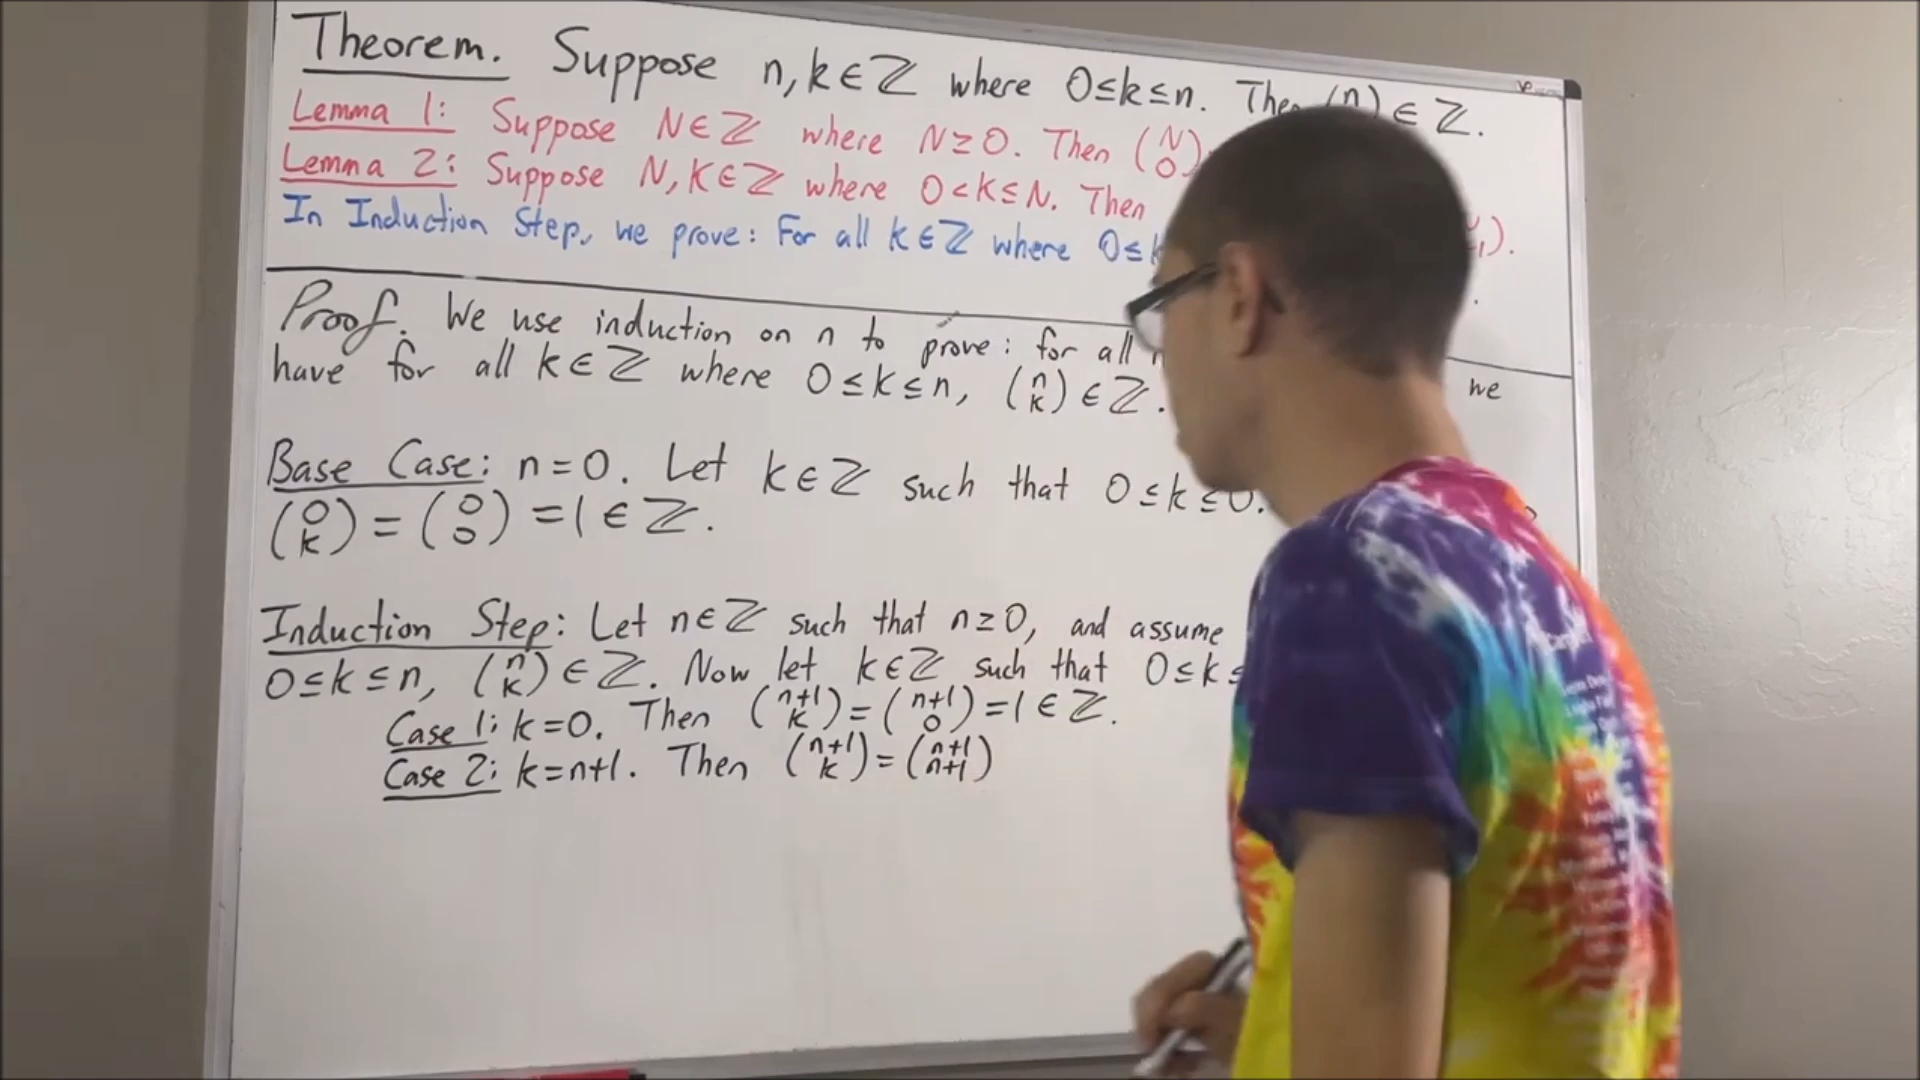 Theorem. Suppose n, k ∈ ℤ where 0 ≤ k ≤ n. Then (n) ∈ ℤ.
Lemma 1: Suppose N ∈ ℤ where N ≥ 0. Then (N 0)
Lemma 2: Suppose N, K ∈ ℤ where 0 < K ≤ N. Then
In Induction Step, we prove: For all k ∈ ℤ where 0 ≤ k
Proof. We use induction on n to prove: for all n we
have for all k ∈ ℤ where 0 ≤ k ≤ n, (n k) ∈ ℤ.
Base Case: n = 0. Let k ∈ ℤ such that 0 ≤ k ≤ 0.
(0 k) = (0 0) = 1 ∈ ℤ.
Induction Step: Let n ∈ ℤ such that n ≥ 0, and assume
0 ≤ k ≤ n, (n k) ∈ ℤ. Now let k ∈ ℤ such that 0 ≤ k ≤
Case 1: k = 0. Then (n+1 k) = (n+1 0) = 1 ∈ ℤ.
Case 2: k = n+1. Then (n+1 k) = (n+1 n+1)